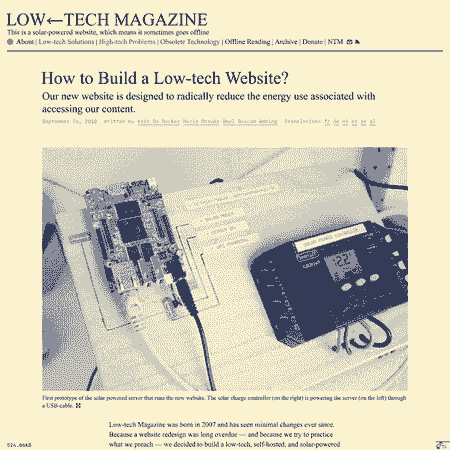 LOW←TECH MAGAZINE
This is a solar-powered website, which means it sometimes goes offline
About | Low-tech Solutions | High-tech Problems | Obsolete Technology | Offline Reading | Archive | Donate | NTM
How to Build a Low-tech Website?
Our new website is designed to radically reduce the energy use associated with
accessing our content.
written by Kris De Decker
First prototype of the solar powered server that runs the new website. The solar charge controller (on the right) is powering the server (on the left) through
a USB-cable.
Low-tech Magazine was born in 2007 and has seen minimal changes ever since.
Because a website redesign was long overdue — and because we try to practice
what we preach — we decided to build a low-tech, self-hosted, and solar-powered